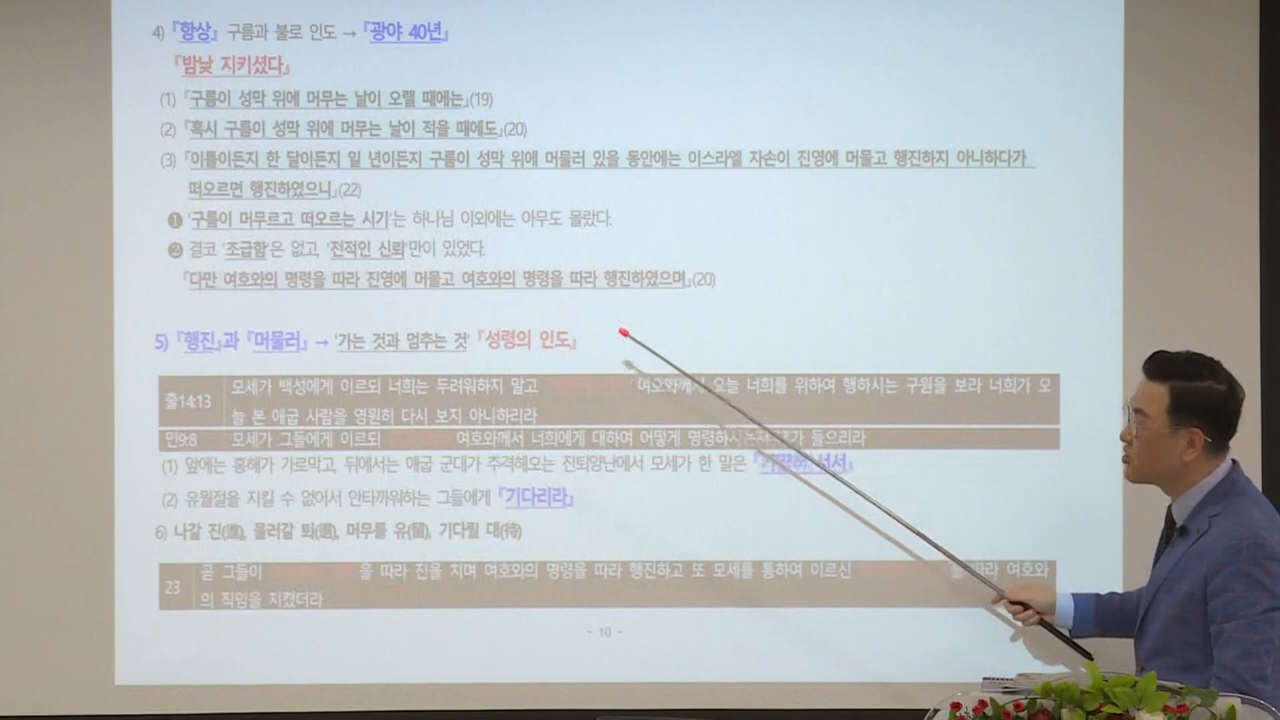 4) 『항상』 구름과 불로 인도 → 『광야 40년』
『밤낮 지키셨다』
(1) 「구름이 성막 위에 머무는 날이 오랠 때에는」(19)
(2) 「혹시 구름이 성막 위에 머무는 날이 적을 때에도」(20)
(3) 「이틀이든지 한 달이든지 일 년이든지 구름이 성막 위에 머물러 있을 동안에는 이스라엘 자손이 진영에 머물고 행진하지 아니하다가
떠오르면 행진하였으니」(22)
❶ '구름이 머무르고 떠오르는 시기'는 하나님 이외에는 아무도 몰랐다.
❷ 결코 '조급함'은 없고, '전적인 신뢰'만이 있었다.
「다만 여호와의 명령을 따라 진영에 머물고 여호와의 명령을 따라 행진하였으며」(20)
5) 『행진』과 『머물러』 → '가는 것과 멈추는 것' 『성령의 인도』
출14:13 모세가 백성에게 이르되 너희는 두려워하지 말고 여호와께서 오늘 너희를 위하여 행하시는 구원을 보라 너희가 오
늘 본 애굽 사람을 영원히 다시 보지 아니하리라
민9:8 모세가 그들에게 이르되 여호와께서 너희에게 대하여 어떻게 명령하시는지 내가 들으리라
(1) 앞에는 홍해가 가로막고, 뒤에서는 애굽 군대가 추격해오는 진퇴양난에서 모세가 한 말은 『가만히 서서』
(2) 유월절을 지킬 수 없어서 안타까워하는 그들에게 『기다리라』
6) 나갈 진(進), 물러갈 퇴(退), 머무를 유(留), 기다릴 대(待)
23 곧 그들이 을 따라 진을 치며 여호와의 명령을 따라 행진하고 또 모세를 통하여 이르신 을 따라 여호와
의 직임을 지켰더라
- 10 -